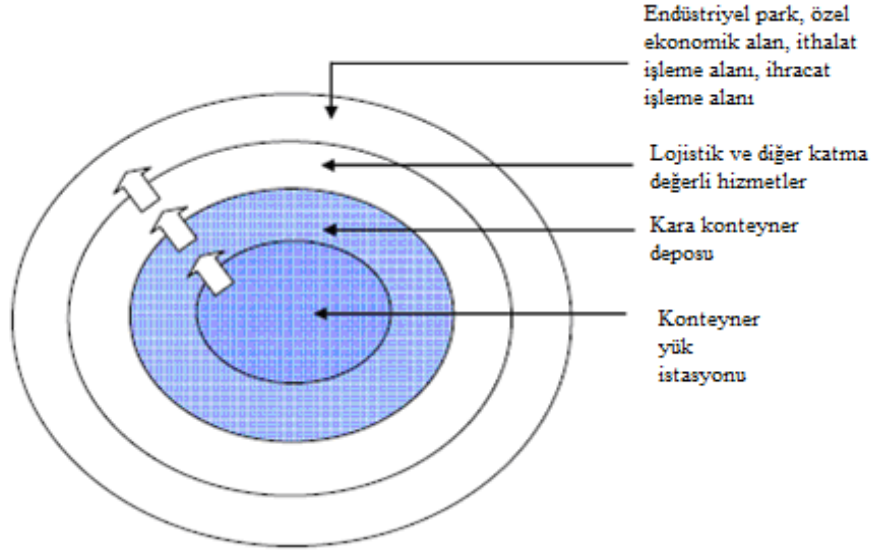 Endüstriyel park, özel
ekonomik alan, ithalat
işleme alanı, ihracat
işleme alanı
Lojistik ve diğer katma
değerli hizmetler
Kara konteyner
deposu
Konteyner
yük
istasyonu